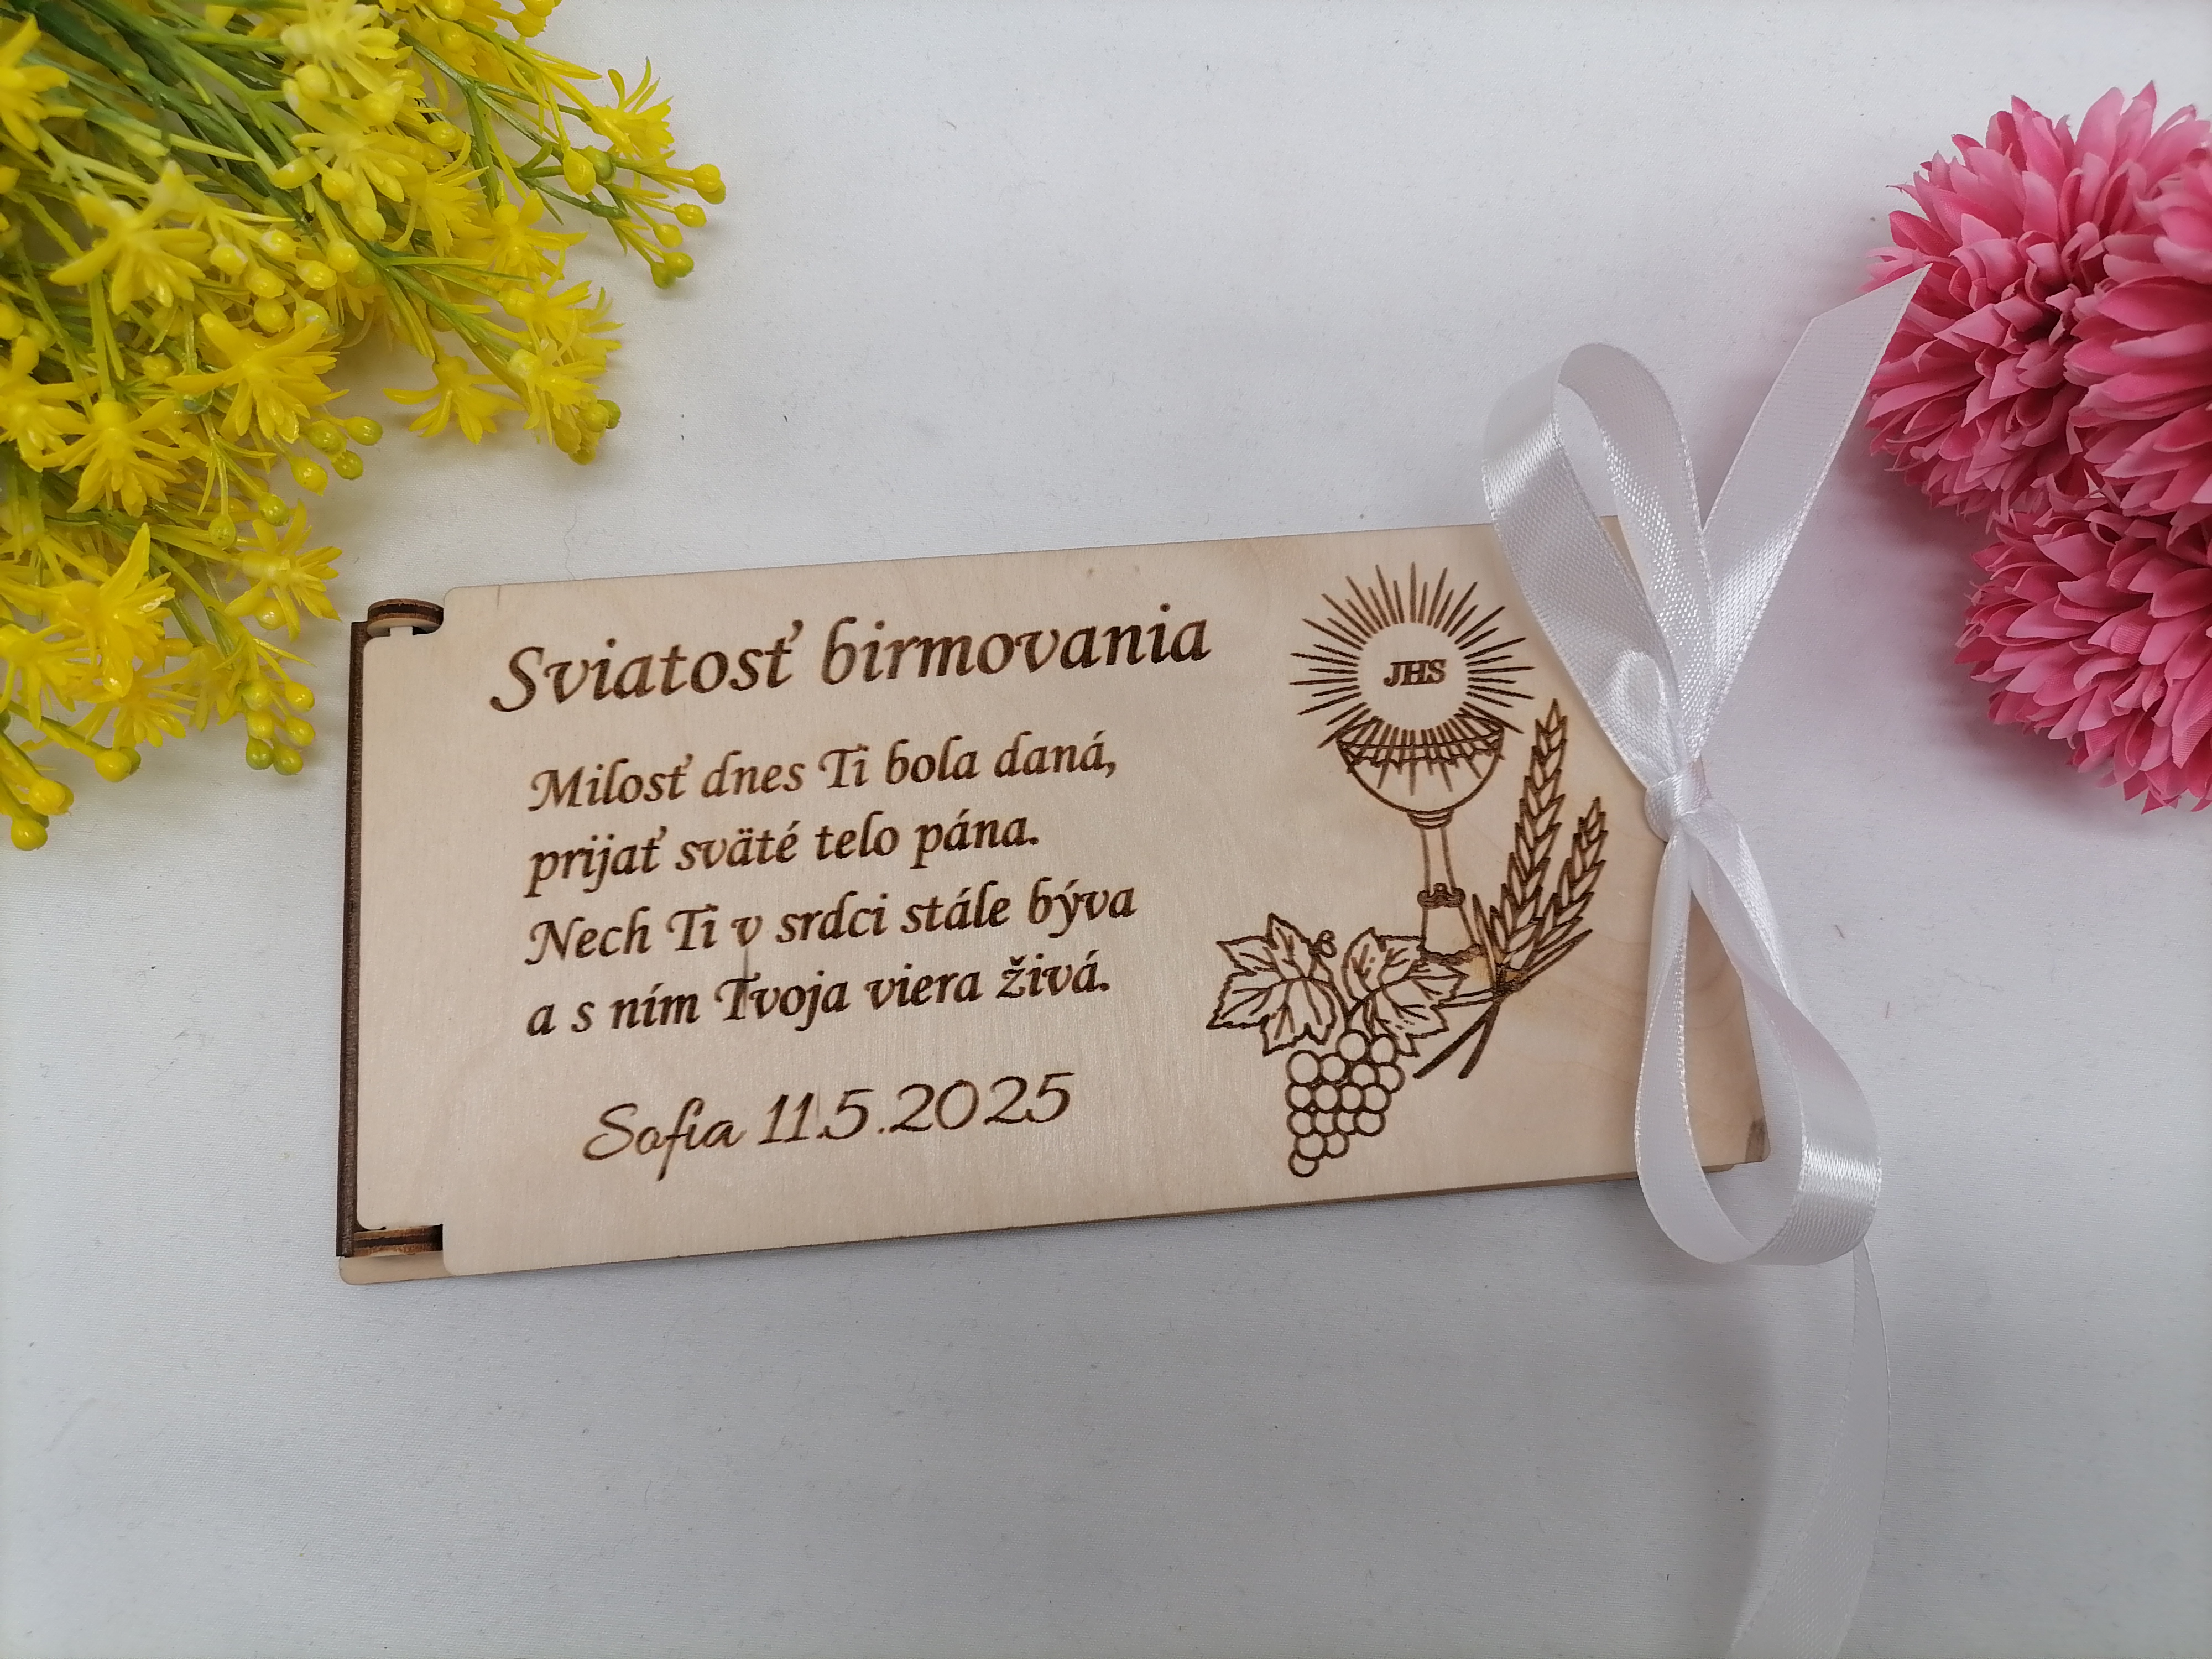 Sviatosť birmovania
JHS
Milosť dnes Ti bola daná,
prijať sväté telo pána.
Nech Ti v srdci stále býva
a s ním Tvoja viera živá.
Sofia 11.5.2025